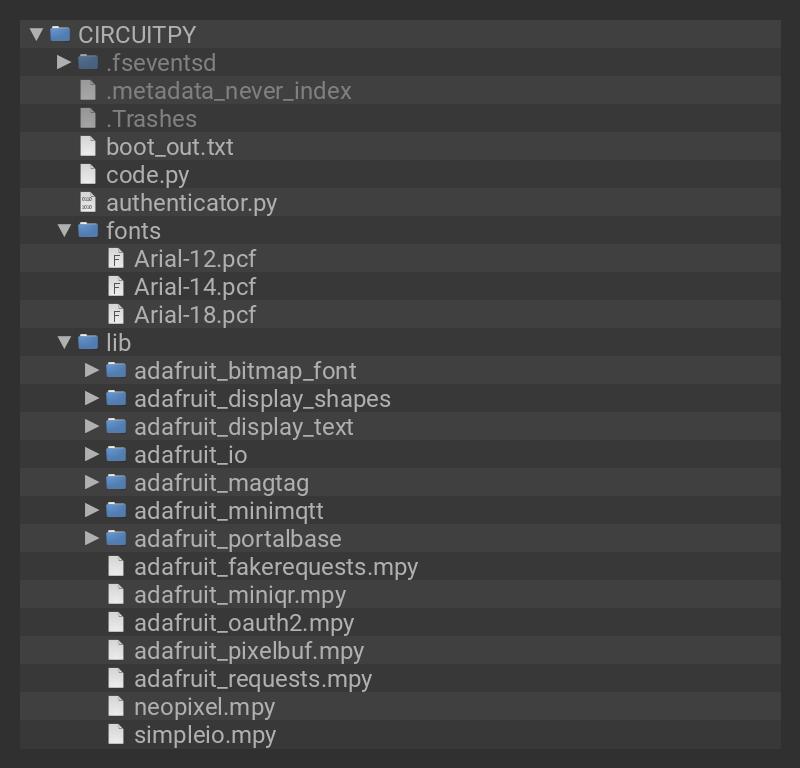 CIRCUITPY
.fseventsd
.metadata_never_index
.Trashes
boot_out.txt
code.py
authenticator.py
fonts
Arial-12.pcf
Arial-14.pcf
Arial-18.pcf
lib
adafruit_bitmap_font
adafruit_display_shapes
adafruit_display_text
adafruit_io
adafruit_magtag
adafruit_minimqtt
adafruit_portalbase
adafruit_fakerequests.mpy
adafruit_miniqr.mpy
adafruit_oauth2.mpy
adafruit_pixelbuf.mpy
adafruit_requests.mpy
neopixel.mpy
simpleio.mpy